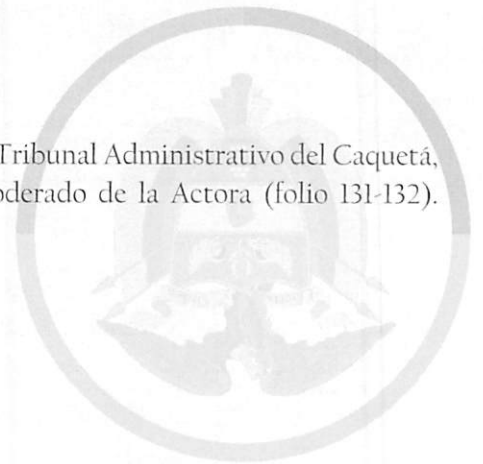 Tribunal Administrativo del Caquetá,
oderado de la Actora (folio 131-132).